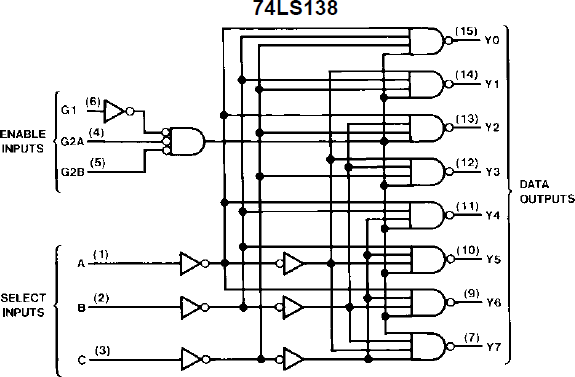 74LS138
ENABLE
INPUTS
G1 (6)
G2A (4)
G2B (5)
SELECT
INPUTS
A (1)
B (2)
C (3)
(15) Y0
(14) Y1
(13) Y2
(12) Y3
(11) Y4
(10) Y5
(9) Y6
(7) Y7
DATA
OUTPUTS